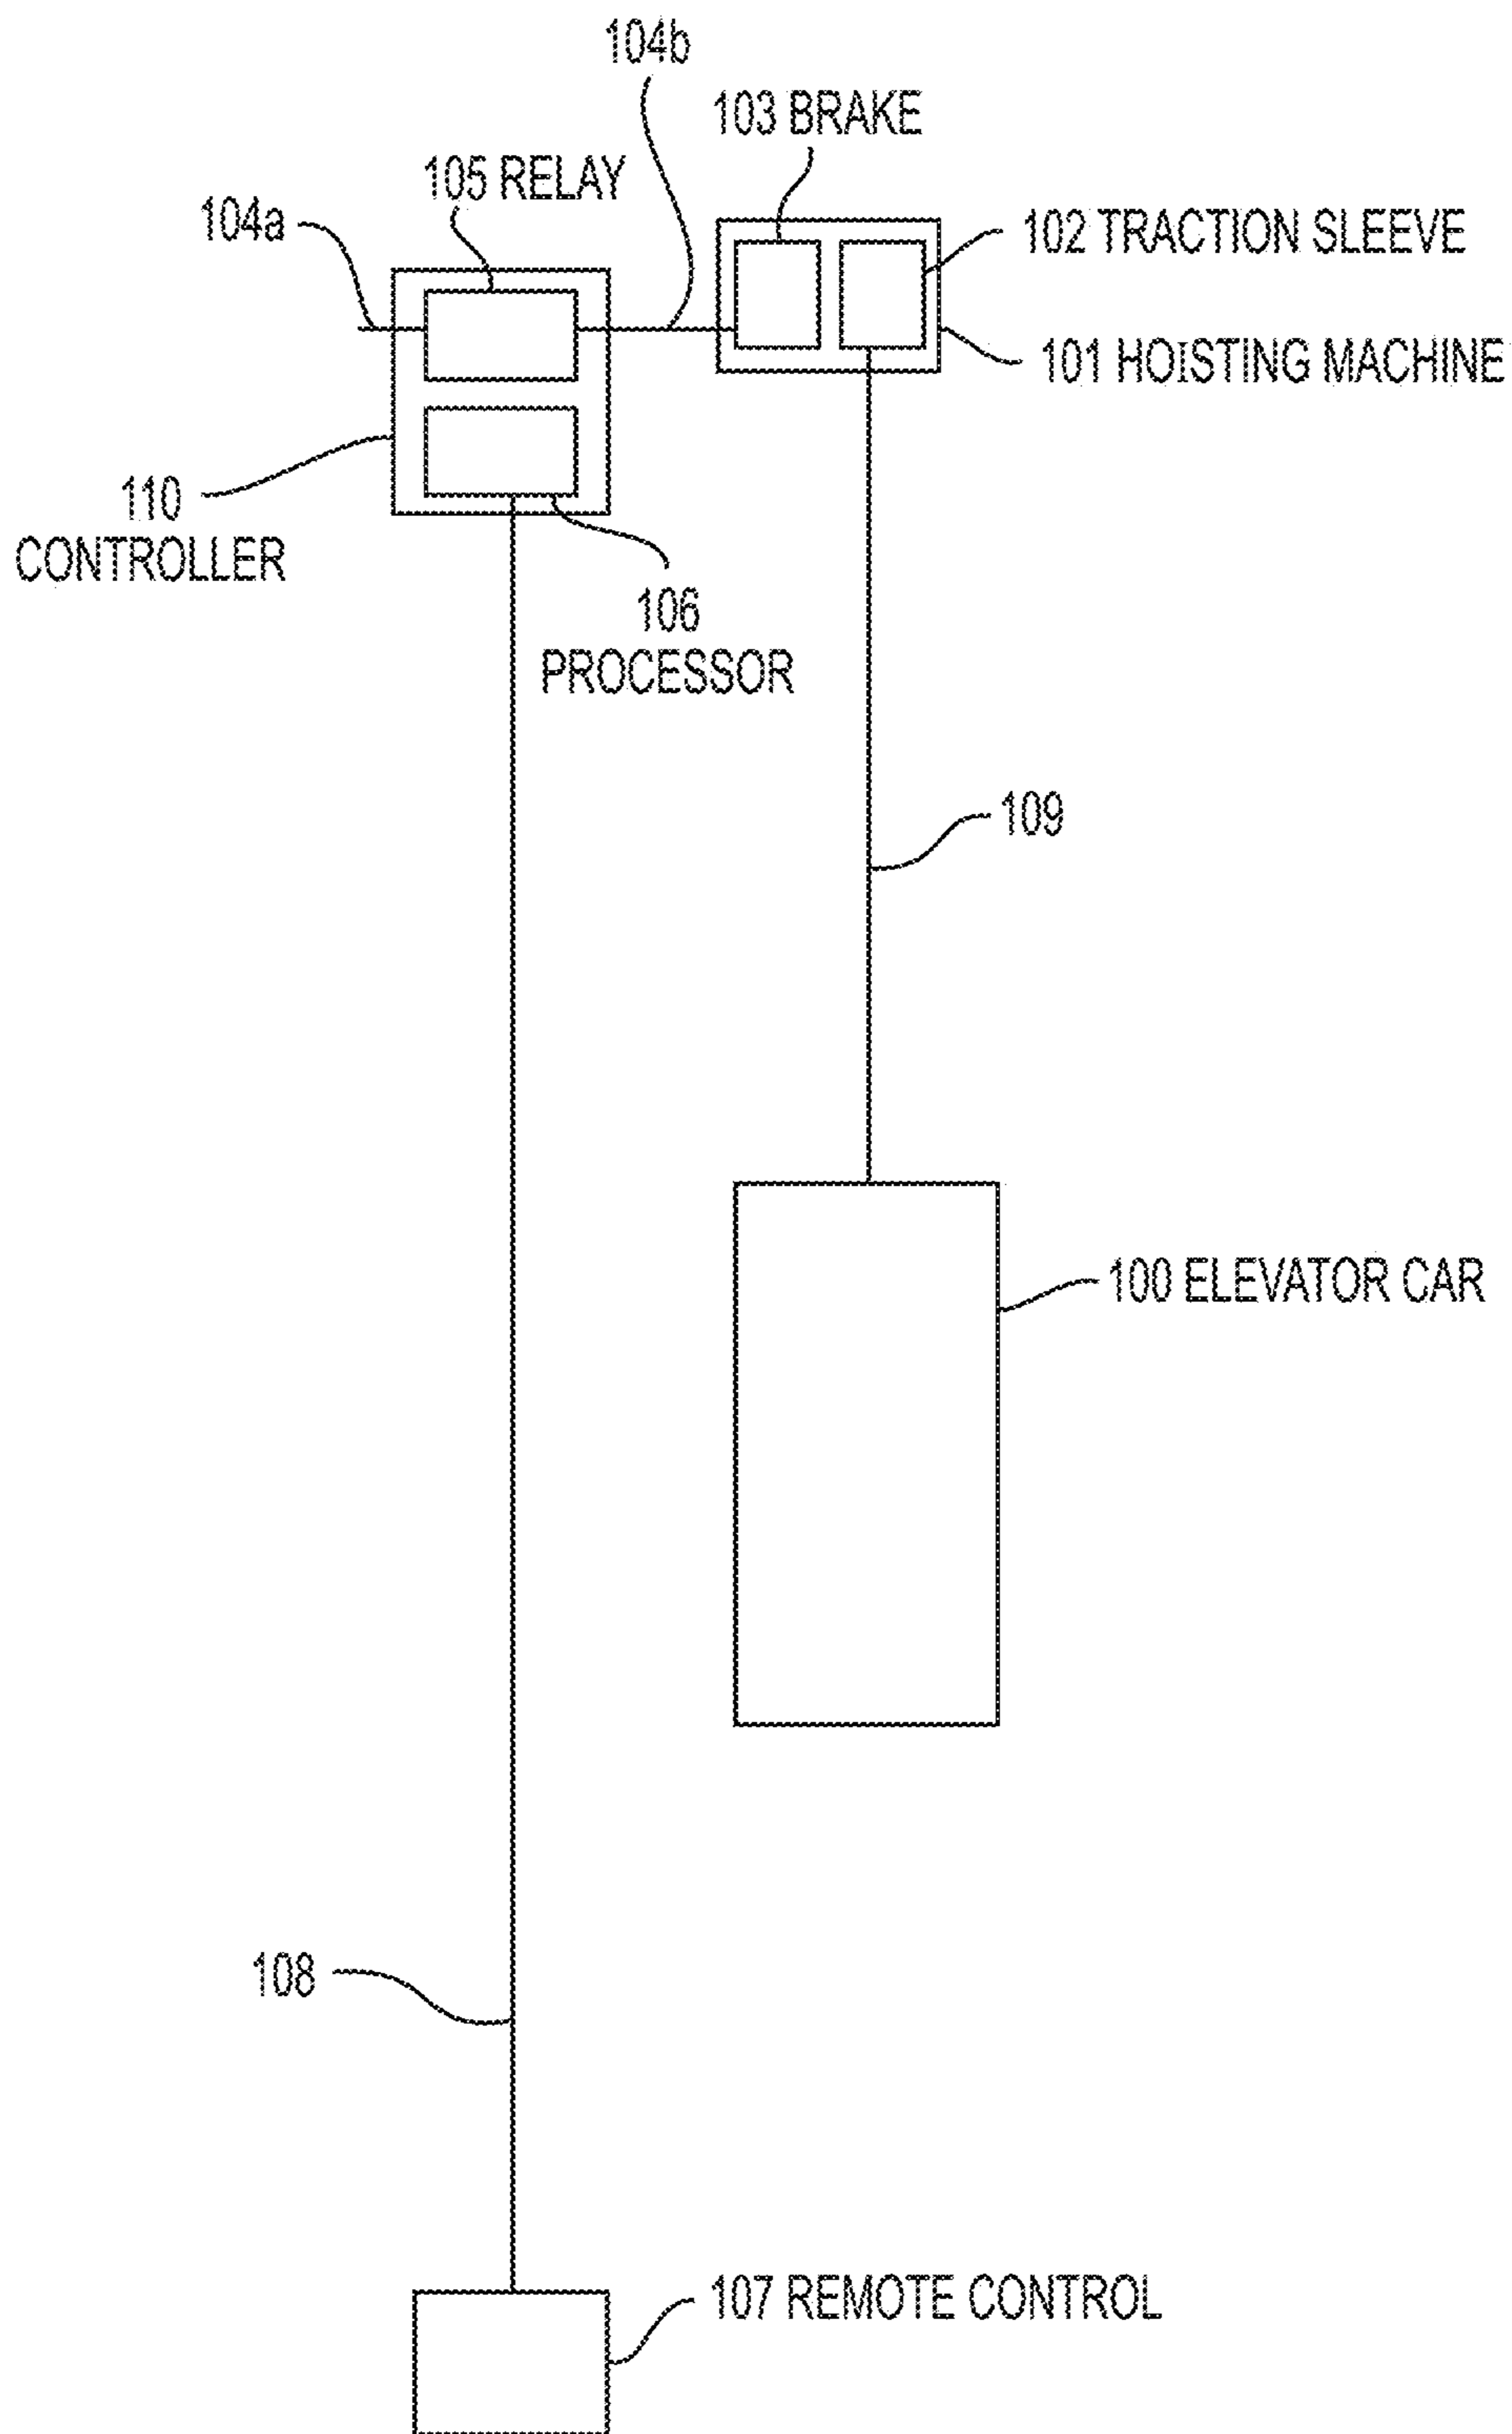 104b
103 BRAKE
105 RELAY
104a
102 TRACTION SLEEVE
101 HOISTING MACHINE
110
CONTROLLER
106
PROCESSOR
109
100 ELEVATOR CAR
108
107 REMOTE CONTROL